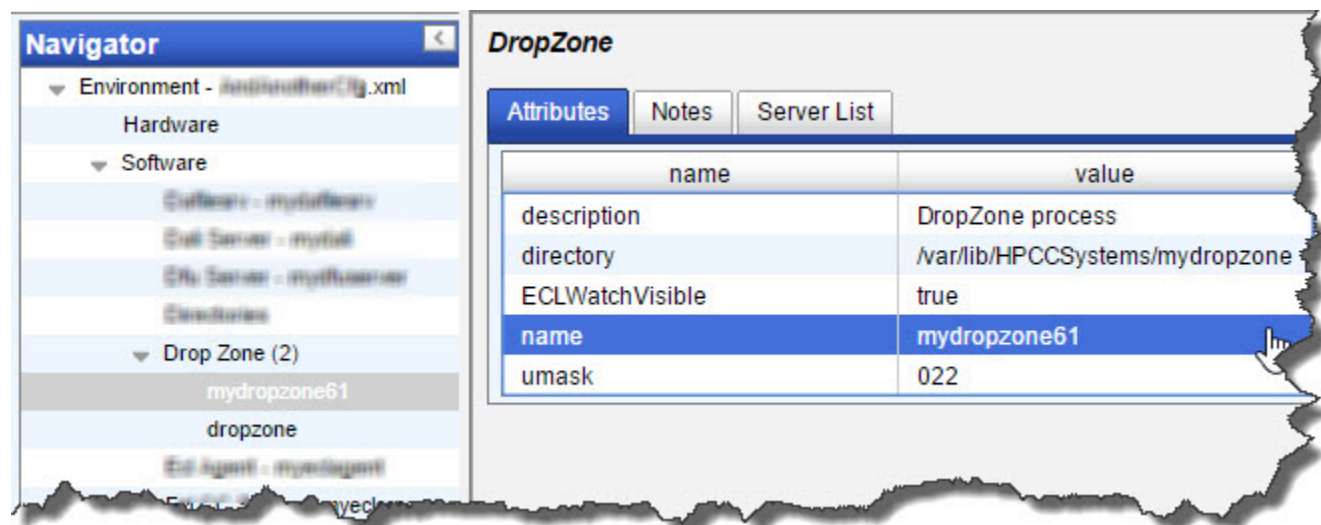 Navigator
Environment - .xml
Hardware
Software
Drop Zone (2)
mydropzone61
dropzone
DropZone
Attributes Notes Server List
name value
description DropZone process
directory /var/lib/HPCCSystems/mydropzone
ECLWatchVisible true
name mydropzone61
umask 022